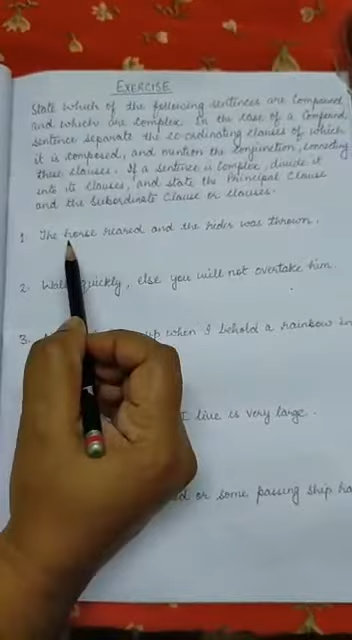 EXERCISE
State which of the following sentences are Compound,
and which are complex. In the case of a Compound
sentence separate the co-ordinating clauses of which
it is composed, and mention the conjunction, connecting
these clauses. If a sentence is Complex, divide it
into its clauses, and state the Principal Clause
and the Subordinate Clause or clauses.
1. The horse reared and the rider was thrown.
2. Walk quickly, else you will not overtake him.
3. up when I behold a rainbow in
I live is very large.
or some passing ship ha